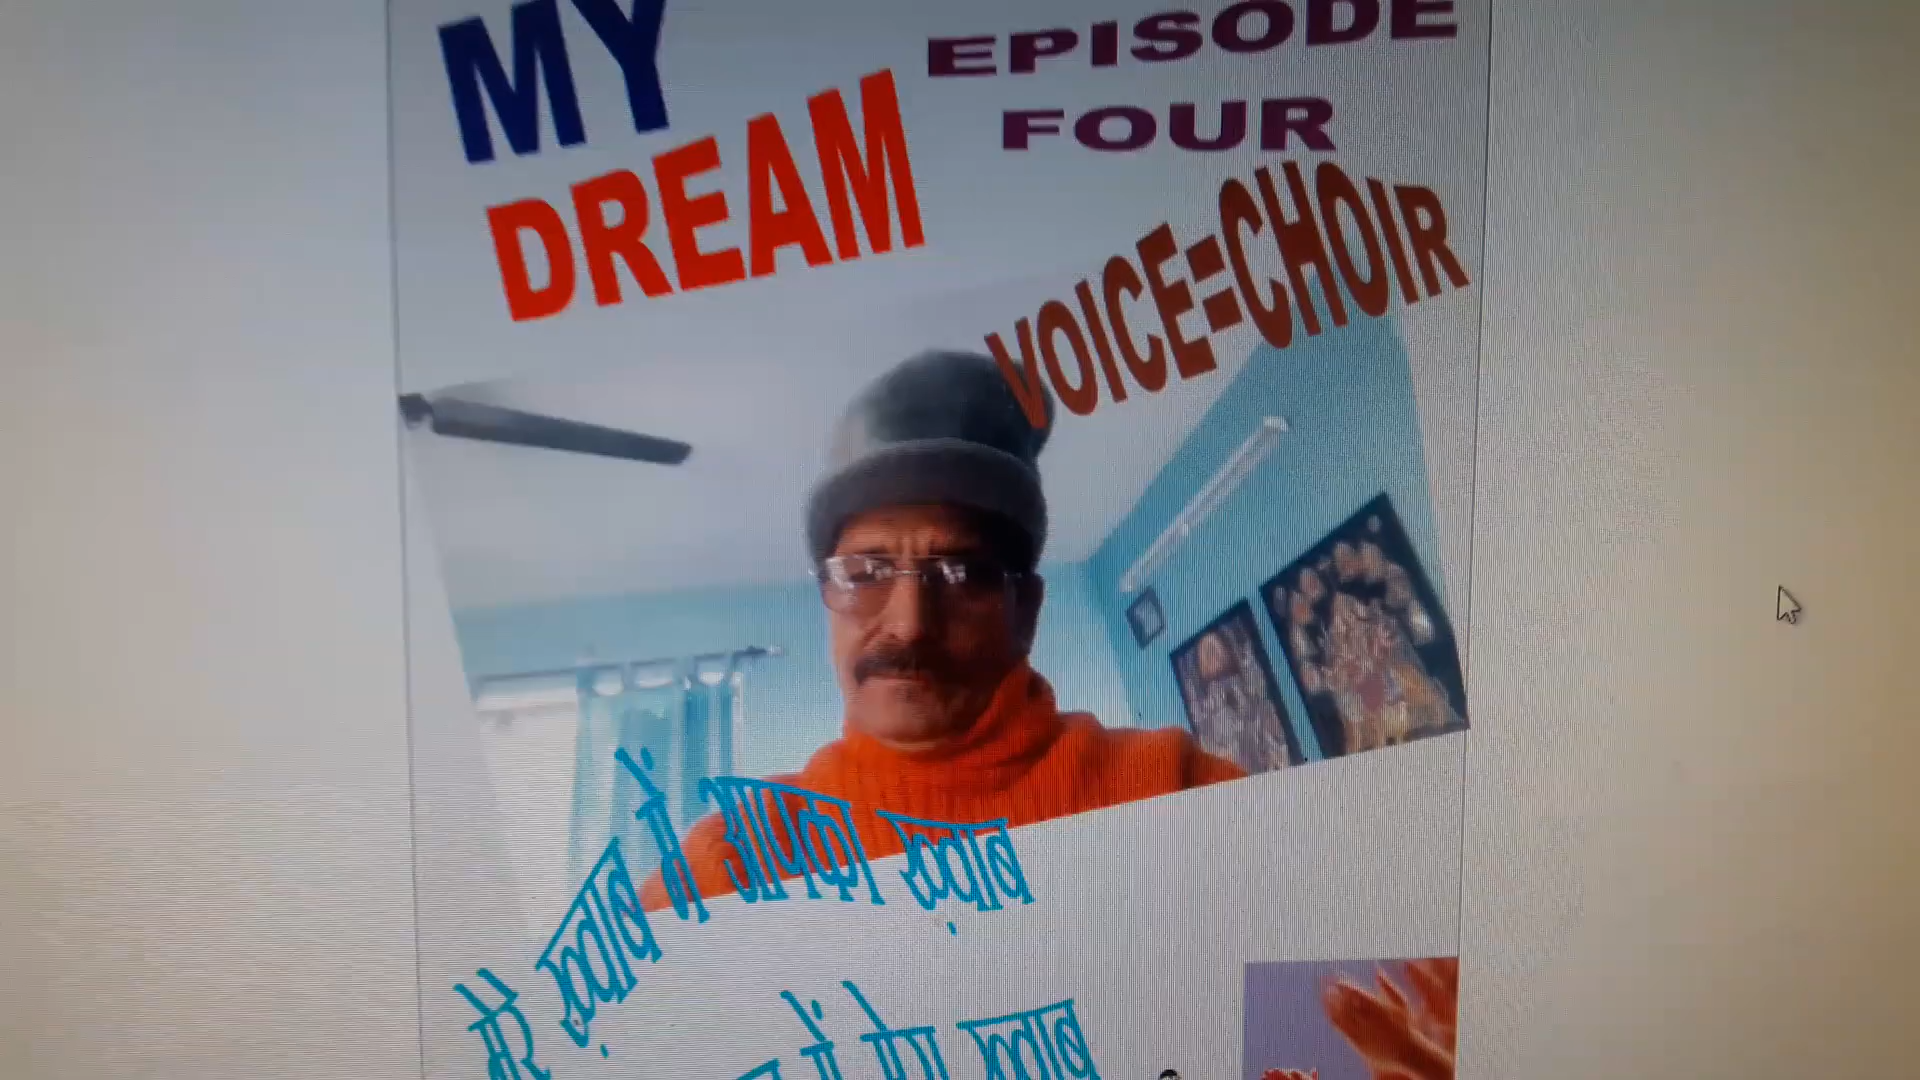 MY
DREAM
EPISODE
FOUR
VOICE=CHOIR
मेरे ख़्वाब में आपका ख़्वाब
में मेरा ख़्वाब